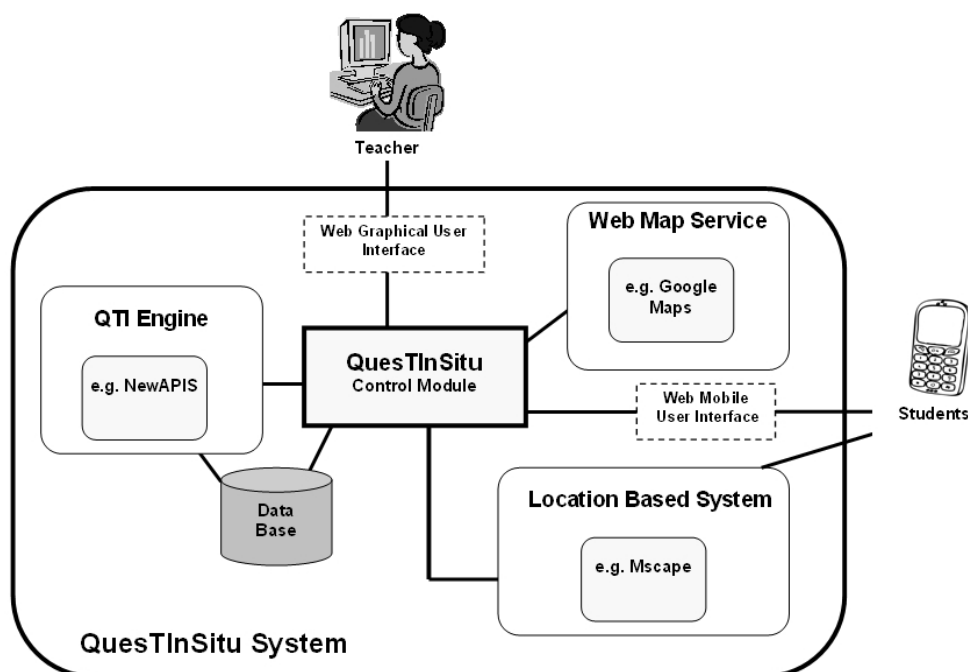 Teacher
Web Graphical User
Interface
Web Map Service
e.g. Google
Maps
QTI Engine
e.g. NewAPIS
QuesTInSitu
Control Module
Web Mobile
User Interface
Students
Data
Base
Location Based System
e.g. Mscape
QuesTInSitu System